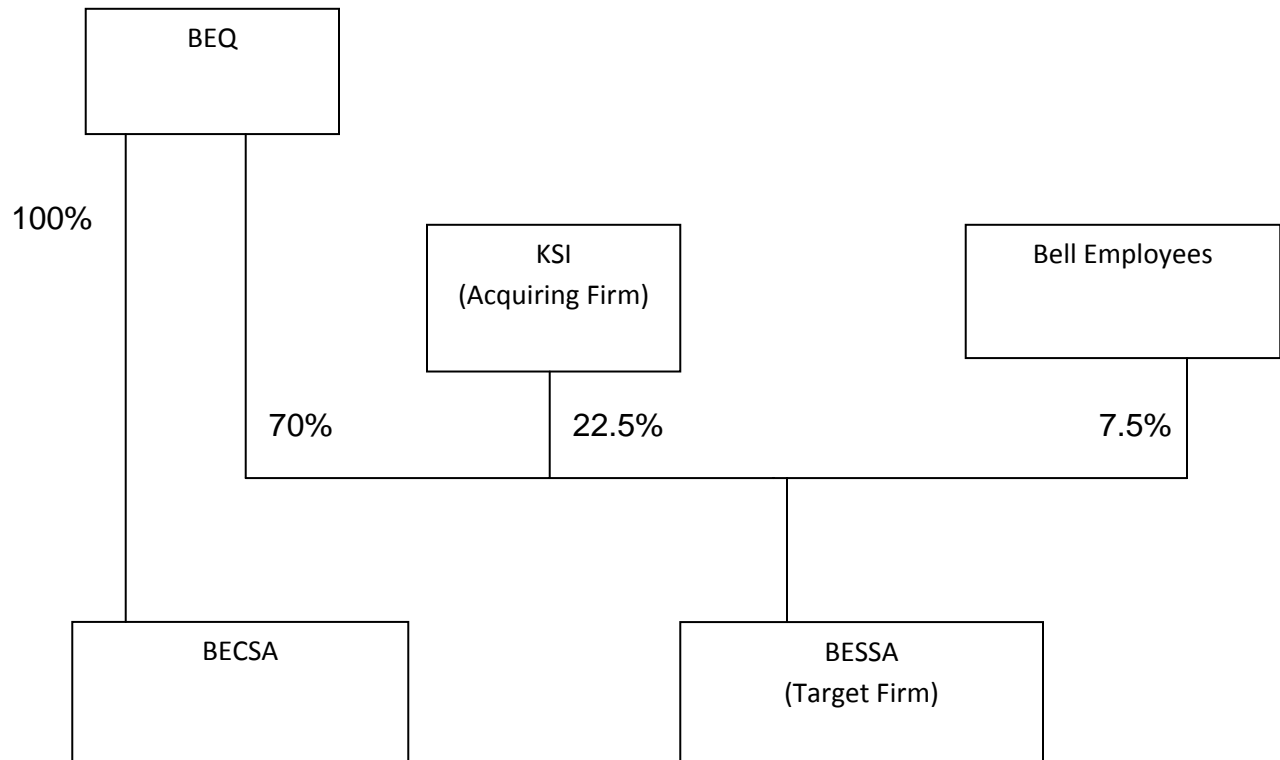 BEQ
100%
KSI
(Acquiring Firm)
Bell Employees
70%
22.5%
7.5%
BECSA
BESSA
(Target Firm)